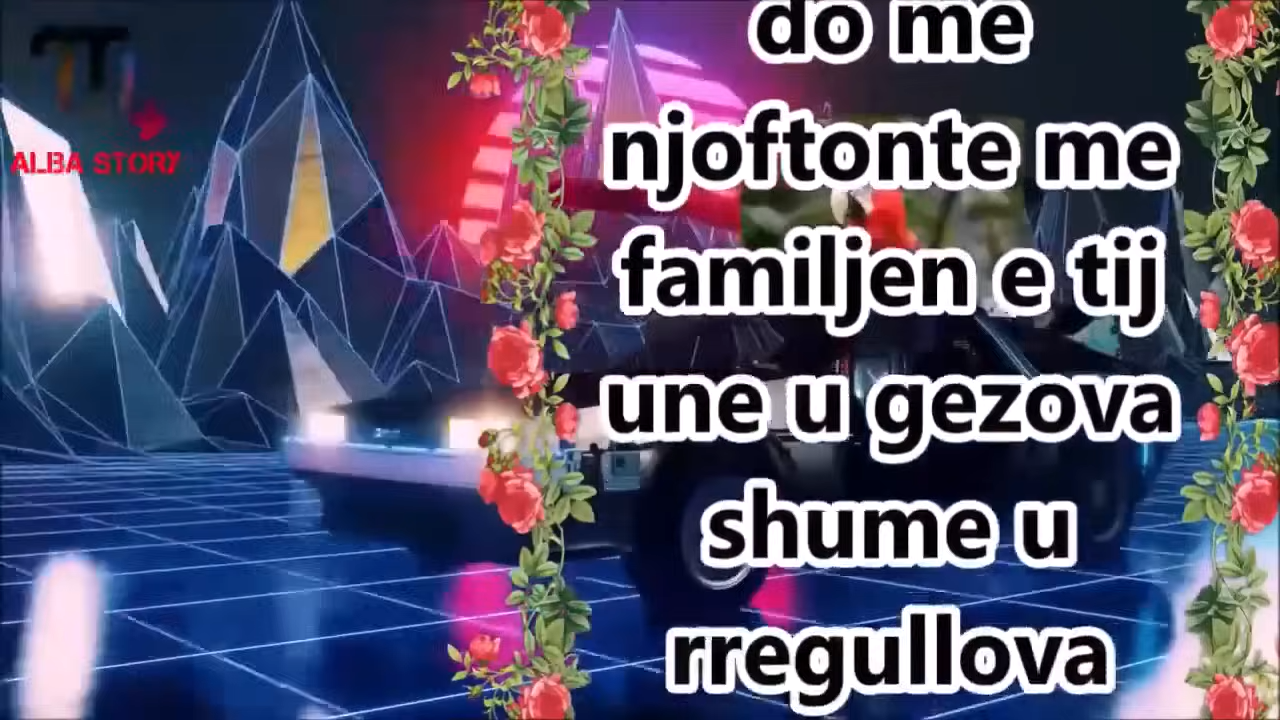 ALBA STORY
do me
njoftonte me
familjen e tij
une u gezova
shume u
rregullova